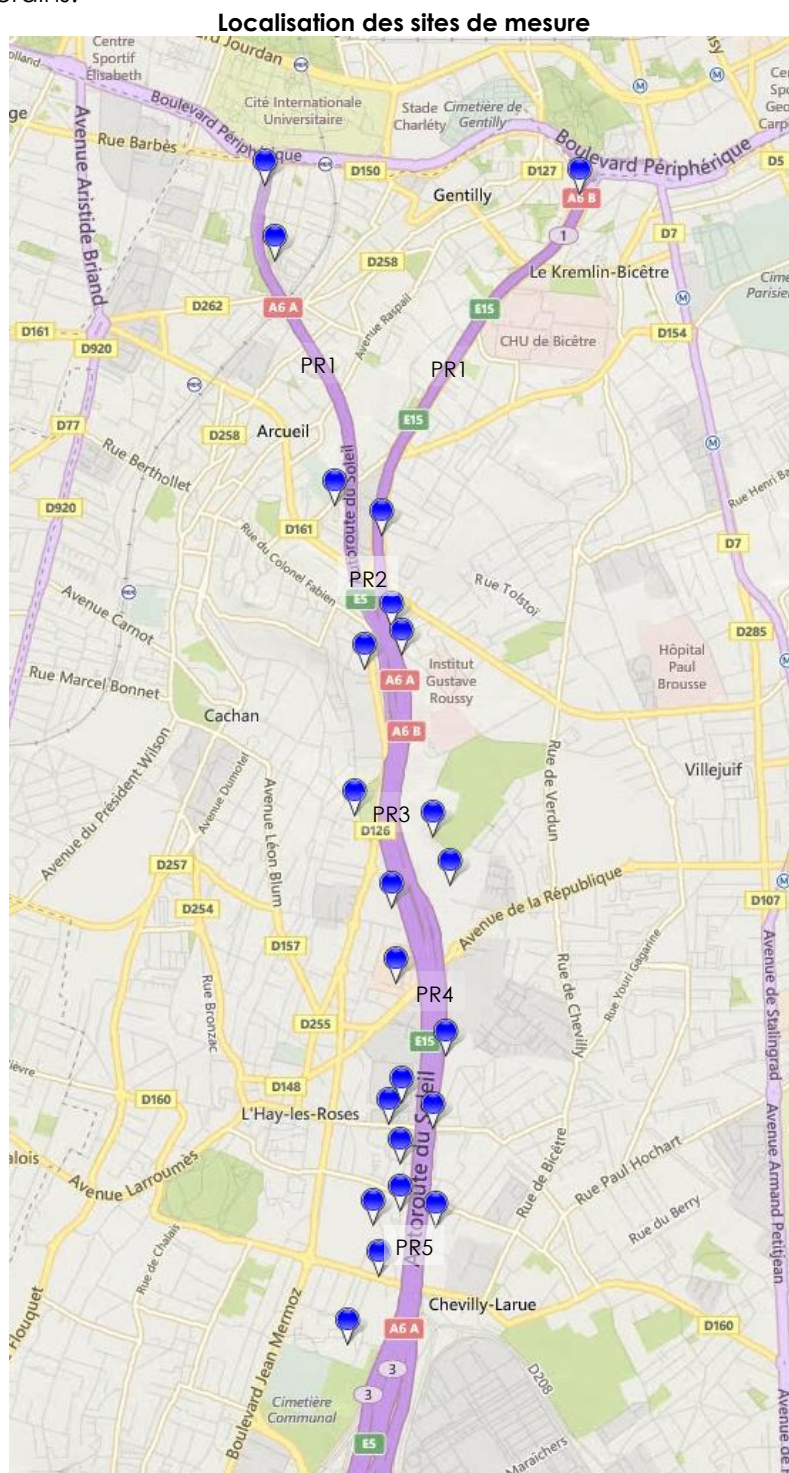 Localisation des sites de mesure
Centre
Sportif
Élisabeth
Jourdan
Boulevard Périphérique
Cité Internationale
Universitaire
Stade
Charléty
Cimetière de
Gentilly
Boulevard Périphérique
Rue Barbès
Avenue Aristide Briand
D150
D127
D5
Gentilly
A6 B
1
D7
D258
Le Kremlin-Bicêtre
D262
A6 A
Avenue Raspail
E15
D161
D920
D154
CHU de Bicêtre
PR1
PR1
D77
D258
Arcueil
E15
Rue Berthollet
D920
D161
Rue du Colonel Fabien
Rue Henri
D7
PR2
E5
Rue Tolstoï
Avenue Carnot
D285
Hôpital
Paul
Brousse
Rue Marcel Bonnet
Institut
Gustave
Roussy
A6 A
Cachan
A6 B
Avenue du Président Wilson
Avenue Dumotel
Avenue Léon Blum
Rue de Verdun
Villejuif
PR3
D126
D257
D254
Avenue de la République
D107
D157
Rue Bronzac
Rue de Chevilly
Rue Youri Gagarine
Avenue de Stalingrad
PR4
D255
E15
D148
D160
L'Hay-les-Roses
Autoroute du Soleil
Avenue Larroumès
Rue de Bicêtre
Rue Paul Hochart
Avenue Armand Petitjean
Rue du Berry
Rue de Chalais
PR5
Chevilly-Larue
Boulevard Jean Mermoz
A6 A
D160
3
3
Cimetière
Communal
D208
E5
Maraîchers